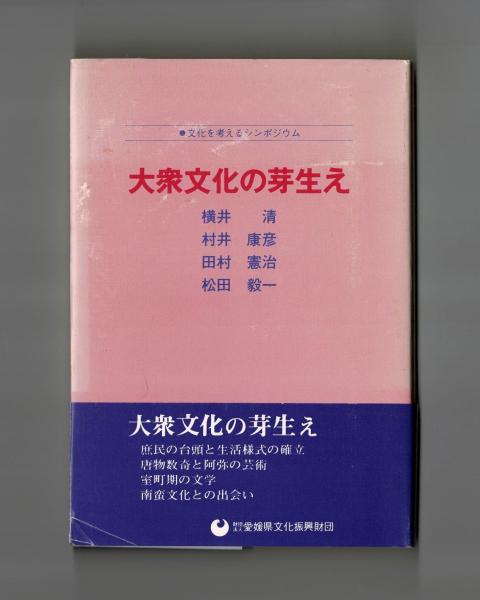 ●文化を考えるシンポジウム
大衆文化の芽生え
横井 清
村井 康彦
田村 憲治
松田 毅一
大衆文化の芽生え
庶民の台頭と生活様式の確立
唐物数奇と阿弥の芸術
室町期の文学
南蛮文化との出会い
財団法人 愛媛県文化振興財団